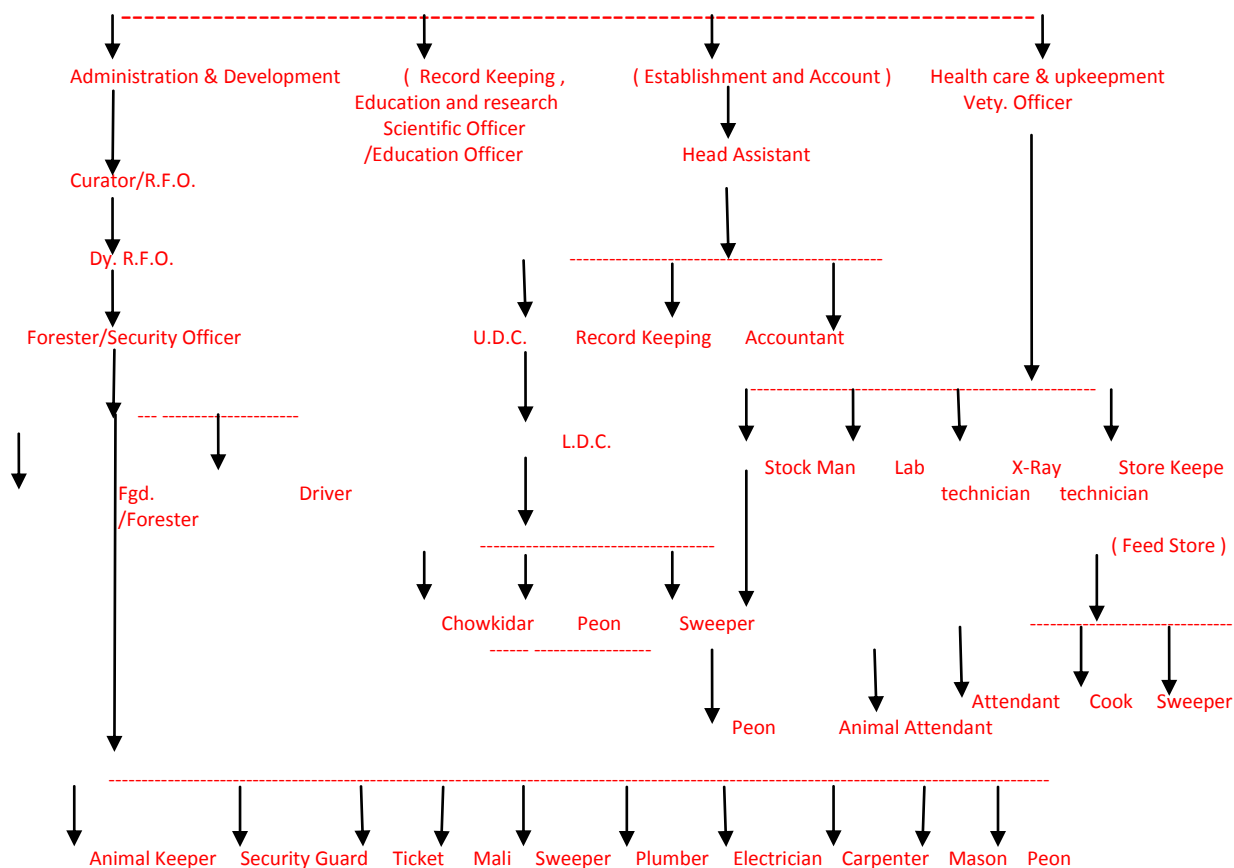 Administration & Development ( Record Keeping , ( Establishment and Account ) Health care & upkeepment
Education and research Vety. Officer
Scientific Officer
/Education Officer Head Assistant
Curator/R.F.O.
Dy. R.F.O.
Forester/Security Officer U.D.C. Record Keeping Accountant
L.D.C.
Stock Man Lab X-Ray Store Keepe
Fgd. Driver technician technician
/Forester
( Feed Store )
Chowkidar Peon Sweeper
Attendant Cook Sweeper
Peon Animal Attendant
Animal Keeper Security Guard Ticket Mali Sweeper Plumber Electrician Carpenter Mason Peon